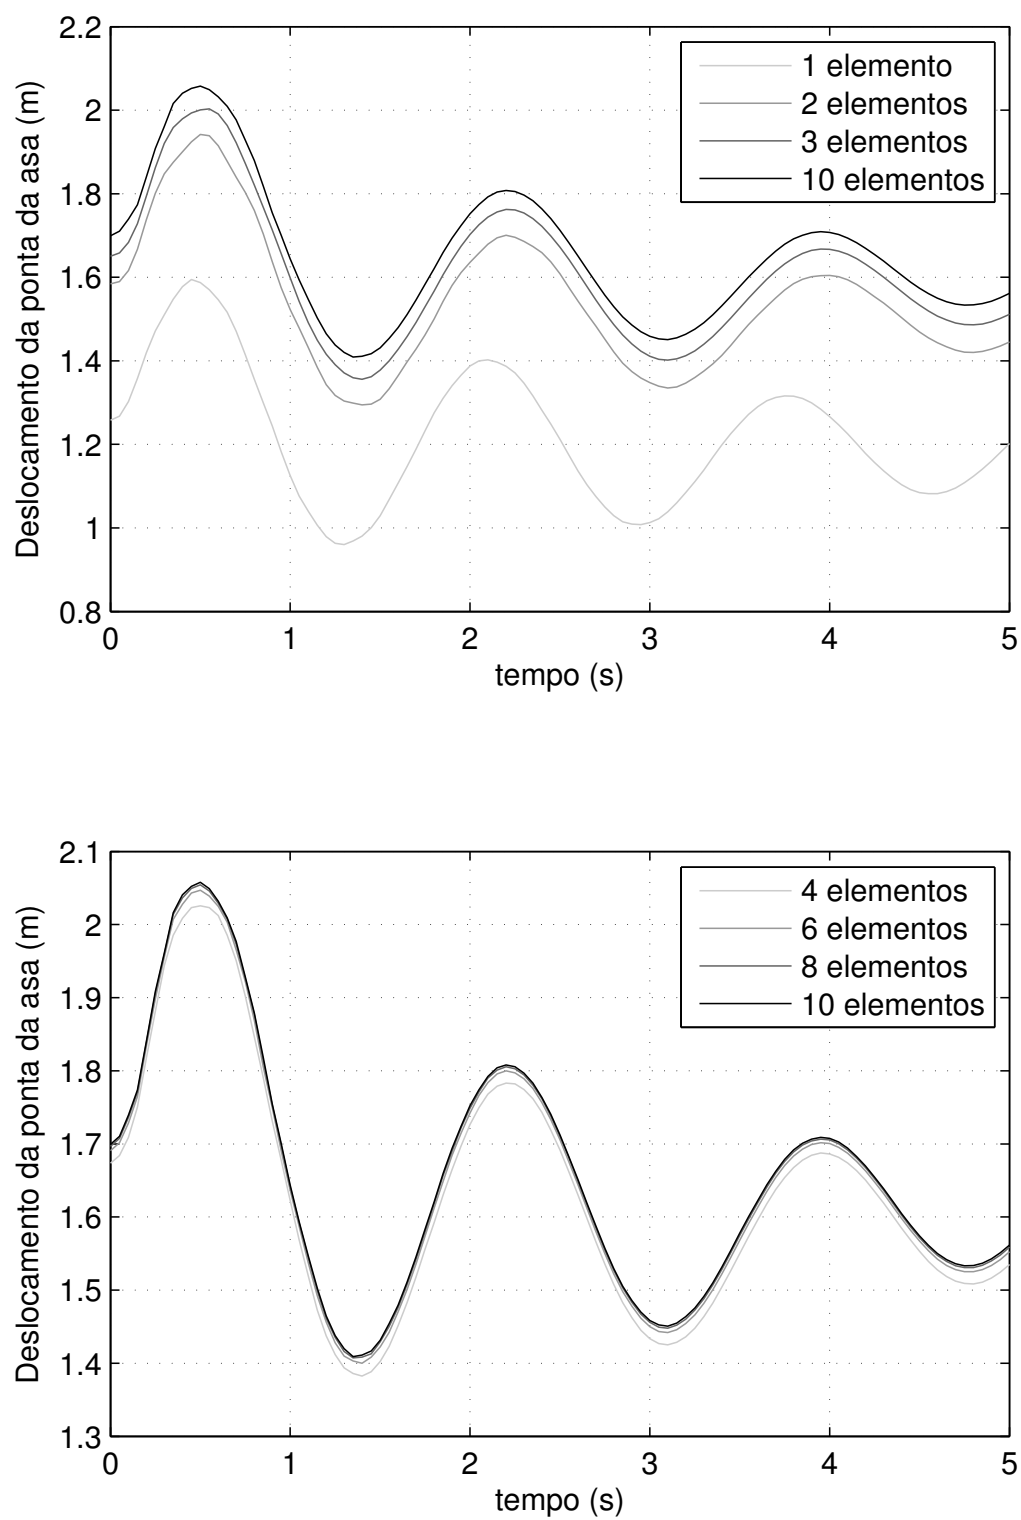 2.2
2
1.8
1.6
1.4
1.2
1
0.8
Deslocamento da ponta da asa (m)
1 elemento
2 elementos
3 elementos
10 elementos
0 1 2 3 4 5
tempo (s)
2.1
2
1.9
1.8
1.7
1.6
1.5
1.4
1.3
Deslocamento da ponta da asa (m)
4 elementos
6 elementos
8 elementos
10 elementos
0 1 2 3 4 5
tempo (s)